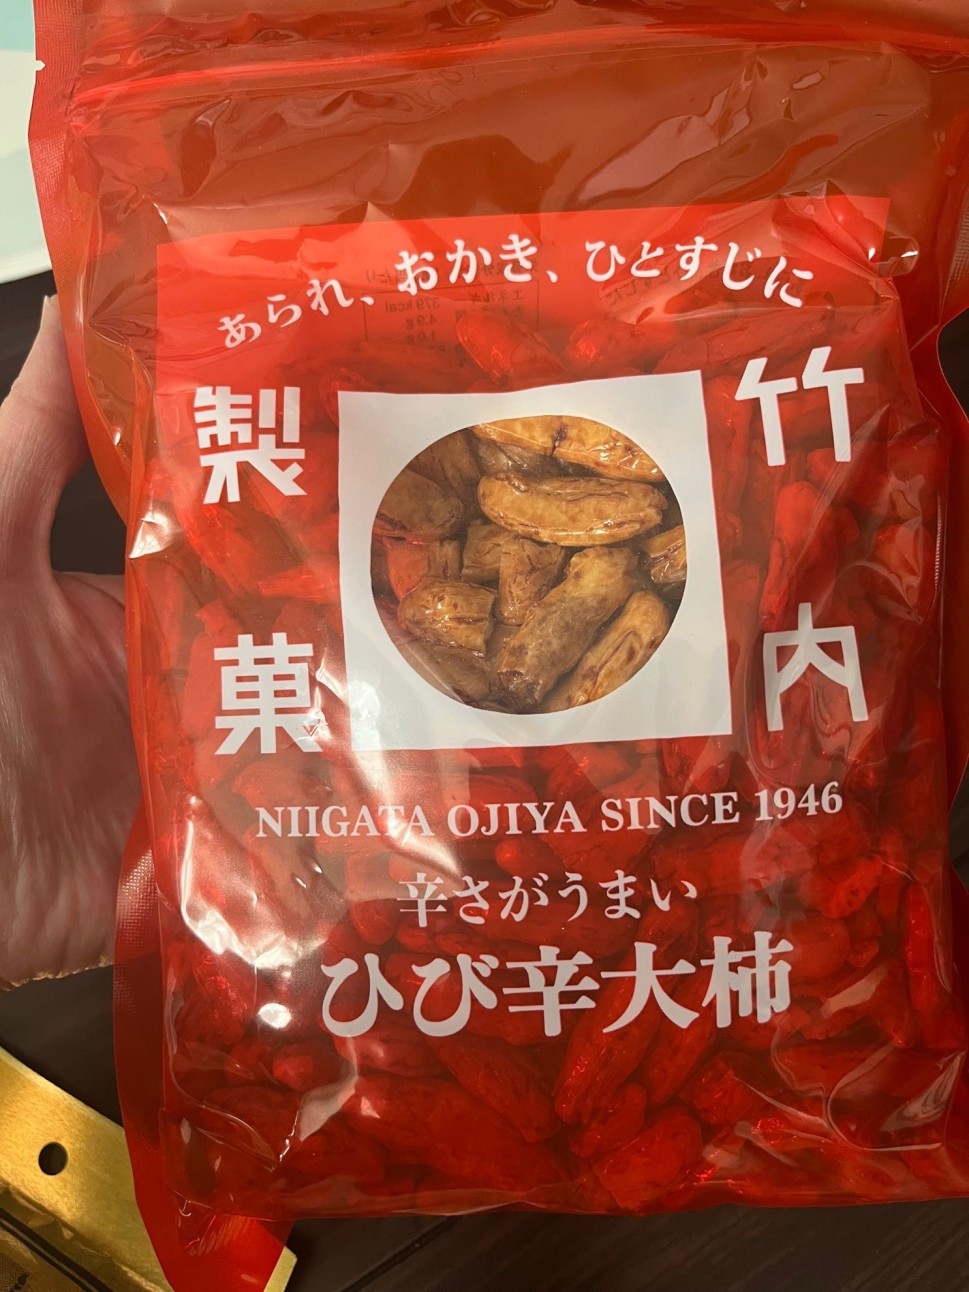 あられ、おかき、ひとすじに
竹内
製菓
NIIGATA OJIYA SINCE 1946
辛さがうまい
ひび辛大柿